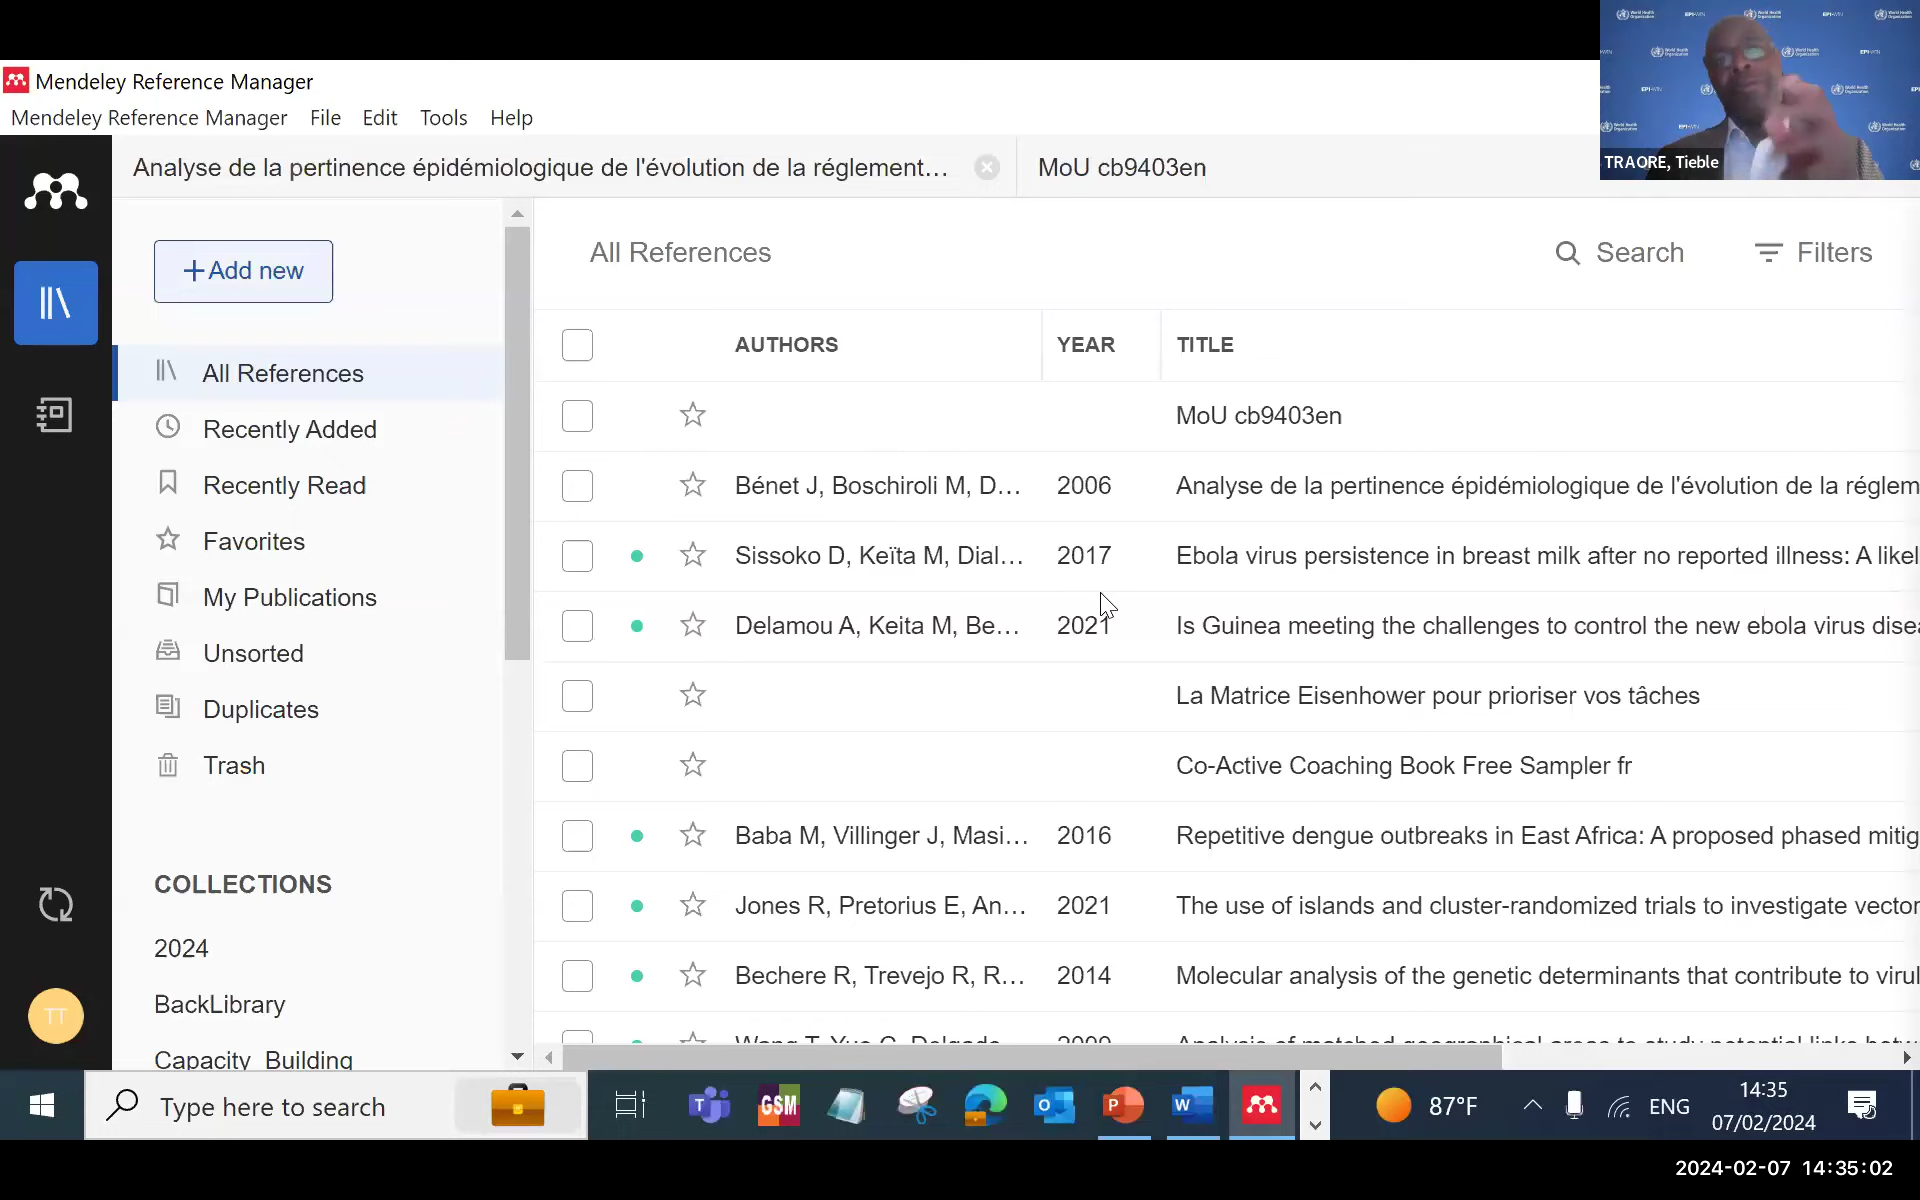 Mendeley Reference Manager
Mendeley Reference Manager File Edit Tools Help
TRAORE, Tieble
Analyse de la pertinence épidémiologique de l'évolution de la réglement…
MoU cb9403en
+Add new
All References
Recently Added
Recently Read
Favorites
My Publications
Unsorted
Duplicates
Trash
COLLECTIONS
2024
BackLibrary
Capacity_Building
TT
All References
Search
Filters
AUTHORS YEAR TITLE
MoU cb9403en
Bénet J, Boschiroli M, D… 2006 Analyse de la pertinence épidémiologique de l'évolution de la réglem
Sissoko D, Keïta M, Dial… 2017 Ebola virus persistence in breast milk after no reported illness: A likel
Delamou A, Keita M, Be… 2021 Is Guinea meeting the challenges to control the new ebola virus dise
La Matrice Eisenhower pour prioriser vos tâches
Co-Active Coaching Book Free Sampler fr
Baba M, Villinger J, Masi… 2016 Repetitive dengue outbreaks in East Africa: A proposed phased mitig
Jones R, Pretorius E, An… 2021 The use of islands and cluster-randomized trials to investigate vector
Bechere R, Trevejo R, R… 2014 Molecular analysis of the genetic determinants that contribute to virul
Type here to search
GSM
87°F
ENG
14:35
07/02/2024
2024-02-07 14:35:02